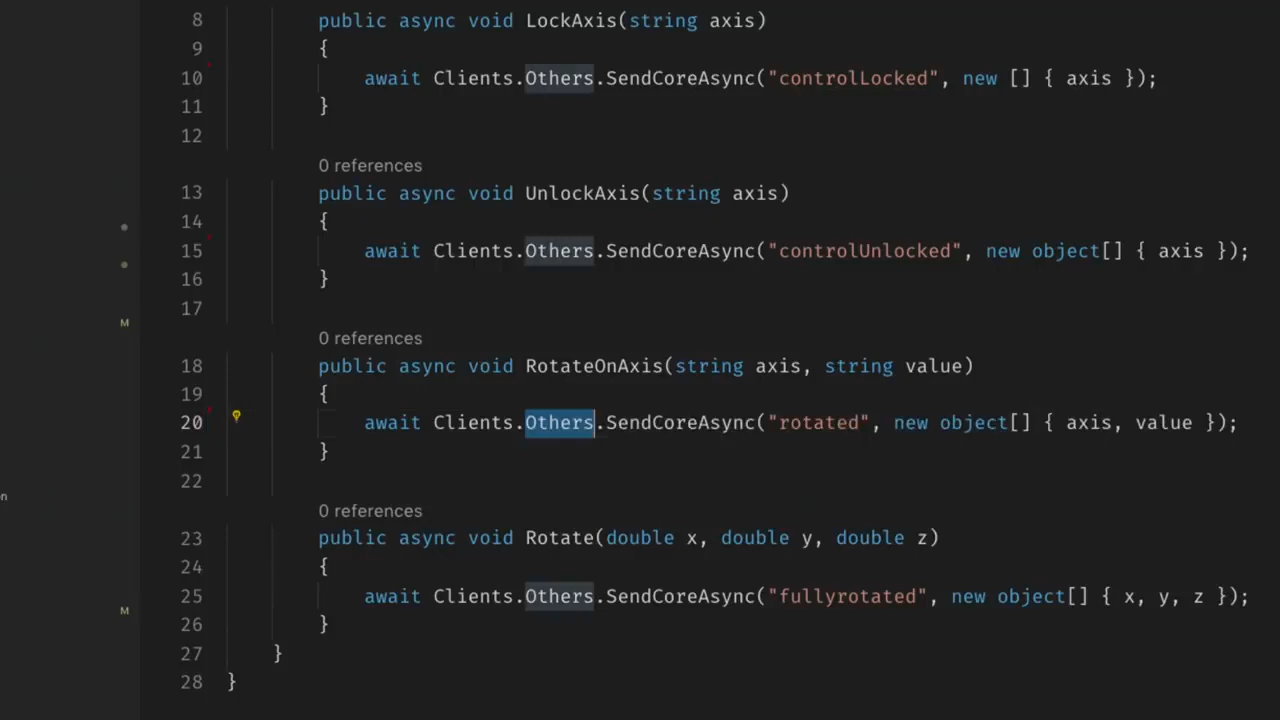 8 public async void LockAxis(string axis)
9 {
10 await Clients.Others.SendCoreAsync("controlLocked", new [] { axis });
11 }
12
0 references
13 public async void UnlockAxis(string axis)
14 {
15 await Clients.Others.SendCoreAsync("controlUnlocked", new object[] { axis });
16 }
17
M
0 references
18 public async void RotateOnAxis(string axis, string value)
19 {
20 await Clients.Others.SendCoreAsync("rotated", new object[] { axis, value });
21 }
22
n
0 references
23 public async void Rotate(double x, double y, double z)
24 {
25 await Clients.Others.SendCoreAsync("fullyrotated", new object[] { x, y, z });
M
26 }
27 }
28 }